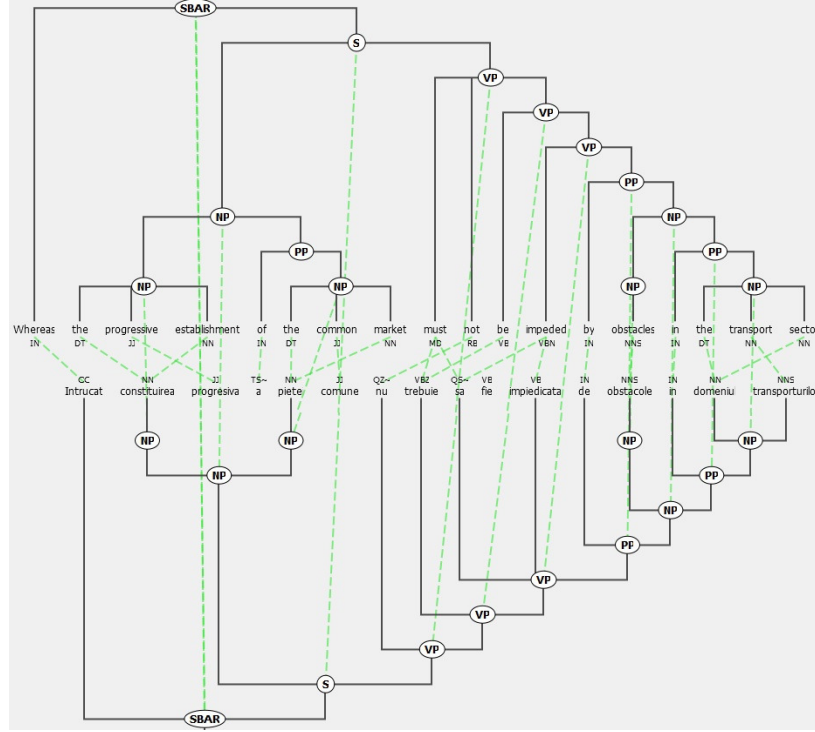 SBAR
S
VP
VP
VP
PP
NP NP
PP PP
NP NP NP NP
Whereas the progressive establishment of the common market must not be impeded by obstacles in the transport secto
IN DT JJ NN IN DT JJ NN MD RB VB VBN IN NNS IN DT NN NN
CC NN JJ TS~ NN JJ QZ~ VBZ QS~ VB VB IN NNS IN NN NNS
Intrucat constituirea progresiva a piete comune nu trebuie sa fie impiedicata de obstacole in domeniul transporturilo
NP NP NP NP
NP PP
NP
PP
VP
VP
VP
S
SBAR